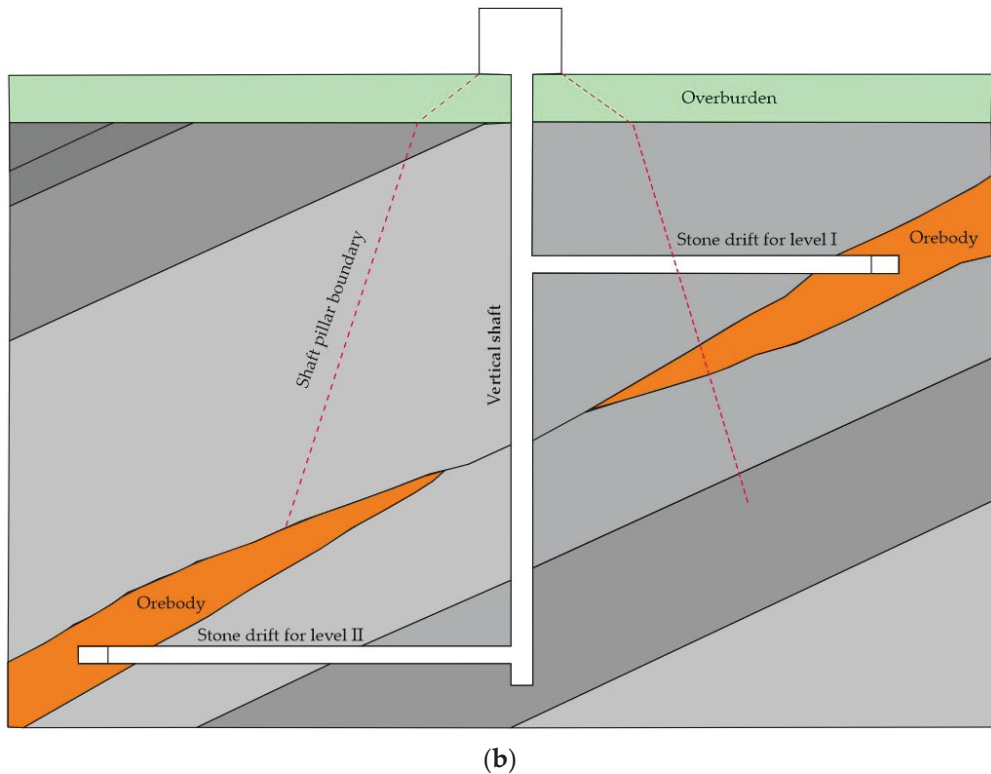 Overburden
Stone drift for level I
Orebody
Shaft pillar boundary
Vertical shaft
Orebody
Stone drift for level II
(b)